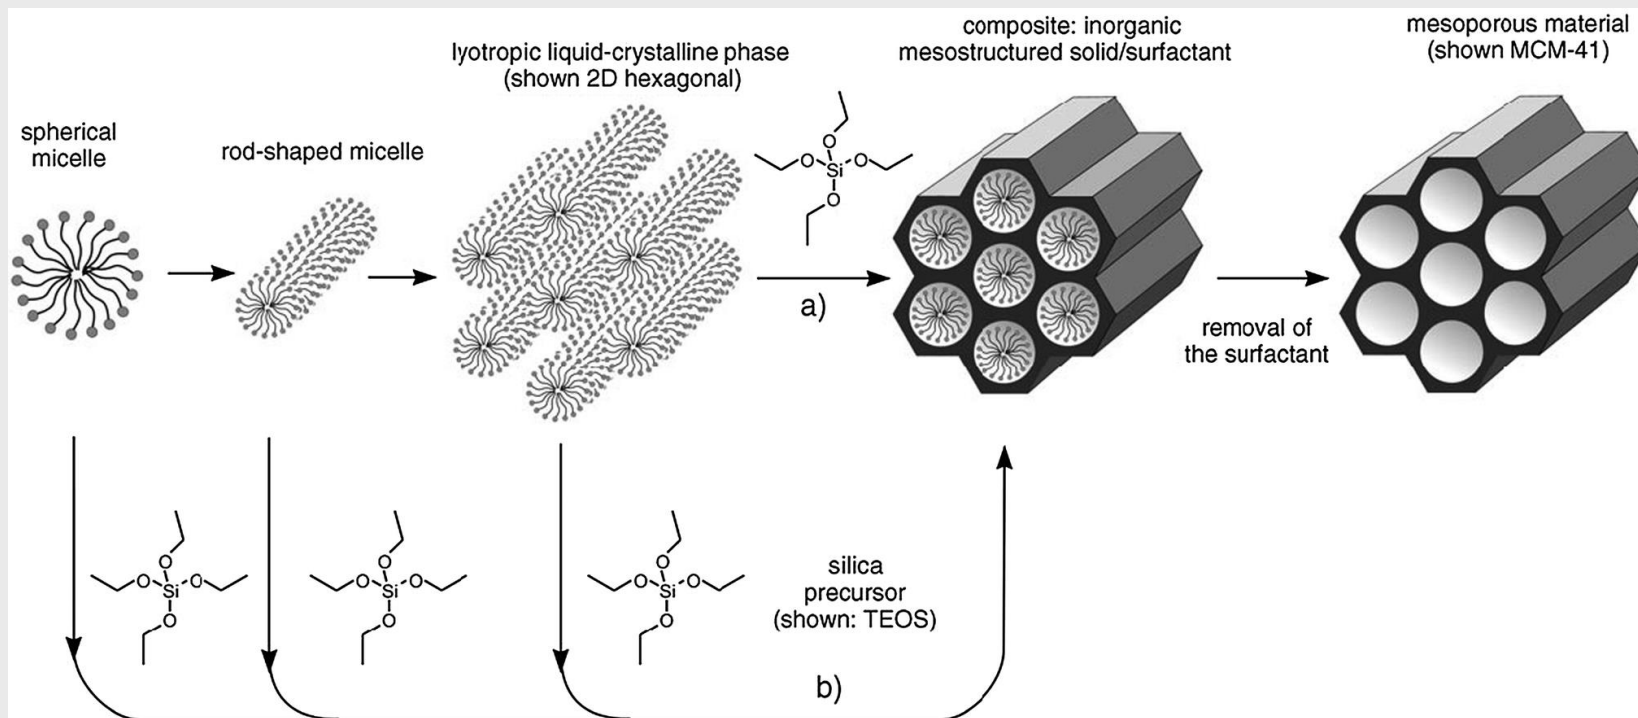 spherical
micelle
rod-shaped micelle
lyotropic liquid-crystalline phase
(shown 2D hexagonal)
O
O
Si
O
O
a)
composite: inorganic
mesostructured solid/surfactant
removal of
the surfactant
mesoporous material
(shown MCM-41)
O
O
Si
O
O
O
O
Si
O
O
O
O
Si
O
O
silica
precursor
(shown: TEOS)
b)